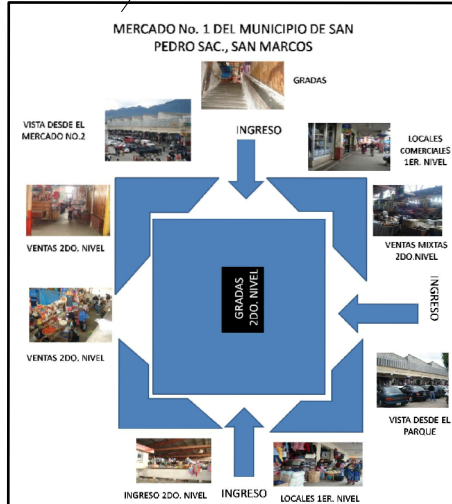 MERCADO No. 1 DEL MUNICIPIO DE SAN
PEDRO SAC., SAN MARCOS
GRADAS
VISTA DESDE EL
MERCADO NO.2
INGRESO
LOCALES
COMERCIALES
1ER. NIVEL
VENTAS 2DO. NIVEL
VENTAS MIXTAS
2DO.NIVEL
GRADAS
2DO. NIVEL
INGRESO
VENTAS 2DO. NIVEL
VISTA DESDE EL
PARQUE
INGRESO 2DO. NIVEL
INGRESO
LOCALES 1ER. NIVEL